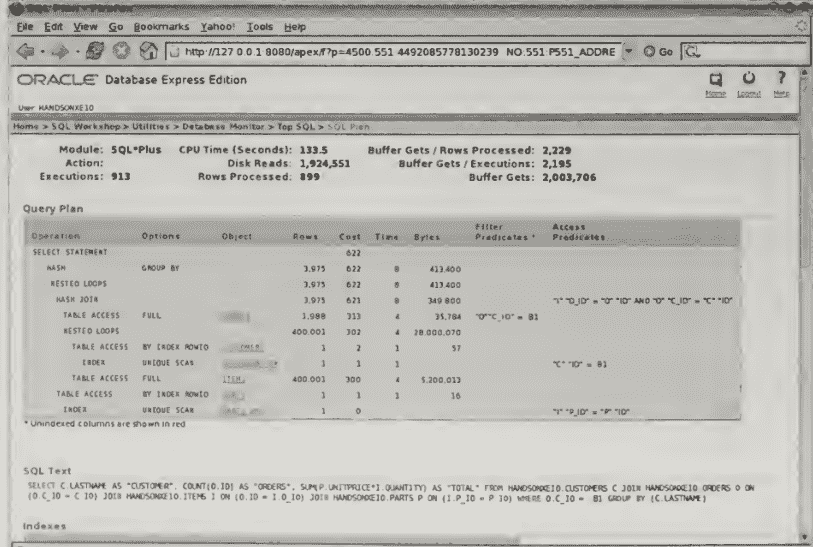 File Edit View Go Bookmarks Yahoo! Tools Help
http://127.0.0.1:8080/apex/f?p=4500:551:4492085778130239::NO:551:P551_ADDRE Go
ORACLE Database Express Edition
Home Logout Help
User: HANDSONXE10
Home > SQL Workshop > Utilities > Database Monitor > Top SQL > SQL Plan
Module: SQL*Plus CPU Time (Seconds): 133.5 Buffer Gets / Rows Processed: 2,229
Action: Disk Reads: 1,924,551 Buffer Gets / Executions: 2,195
Executions: 913 Rows Processed: 899 Buffer Gets: 2,003,706
Query Plan
Operation Options Object Rows Cost Time Bytes Filter Predicates * Access Predicates
SELECT STATEMENT 622
HASH GROUP BY 3,975 622 8 413,400
NESTED LOOPS 3,975 622 8 413,400
HASH JOIN 3,975 621 8 349,800 "I"."O_ID" = "O"."ID" AND "O"."C_ID" = "C"."ID"
TABLE ACCESS FULL 3,988 313 4 35,784 "O"."C_ID" = :B1
NESTED LOOPS 400,001 302 4 28,000,070
TABLE ACCESS BY INDEX ROWID 1 2 1 57
INDEX UNIQUE SCAN 1 1 1 "C"."ID" = :B1
TABLE ACCESS FULL ITEMS 400,001 300 4 5,200,013
TABLE ACCESS BY INDEX ROWID 1 1 1 16
INDEX UNIQUE SCAN 1 0 "I"."P_ID" = "P"."ID"
* Unindexed columns are shown in red
SQL Text
SELECT C.LASTNAME AS "CUSTOMER", COUNT(O.ID) AS "ORDERS", SUM(P.UNITPRICE*I.QUANTITY) AS "TOTAL" FROM HANDSONXE10.CUSTOMERS C JOIN HANDSONXE10.ORDERS O ON
(O.C_ID = C.ID) JOIN HANDSONXE10.ITEMS I ON (O.ID = I.O_ID) JOIN HANDSONXE10.PARTS P ON (I.P_ID = P.ID) WHERE O.C_ID = :B1 GROUP BY (C.LASTNAME)
Indexes